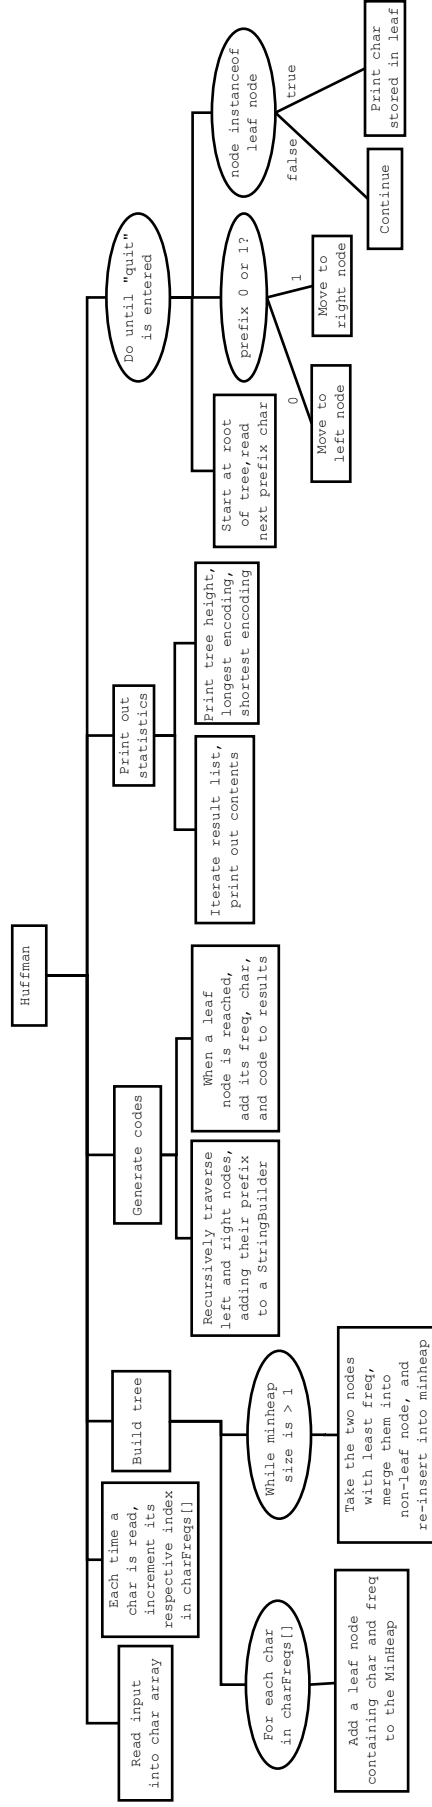 Huffman
Read input
into char array
Each time a
char is read,
increment its
respective index
in charFreqs[]
Build tree
For each char
in charFreqs[]
Add a leaf node
containing char and freq
to the MinHeap
While minheap
size is > 1
Take the two nodes
with least freq,
merge them into
non-leaf node, and
re-insert into minheap
Generate codes
Recursively traverse
left and right nodes,
adding their prefix
to a StringBuilder
When a leaf
node is reached,
add its freq, char,
and code to results
Print out
statistics
Iterate result list,
print out contents
Print tree height,
longest encoding,
shortest encoding
Do until "quit"
is entered
Start at root
of tree,read
next prefix char
prefix 0 or 1?
0
1
Move to
left node
Move to
right node
node instanceof
leaf node
false
true
Continue
Print char
stored in leaf